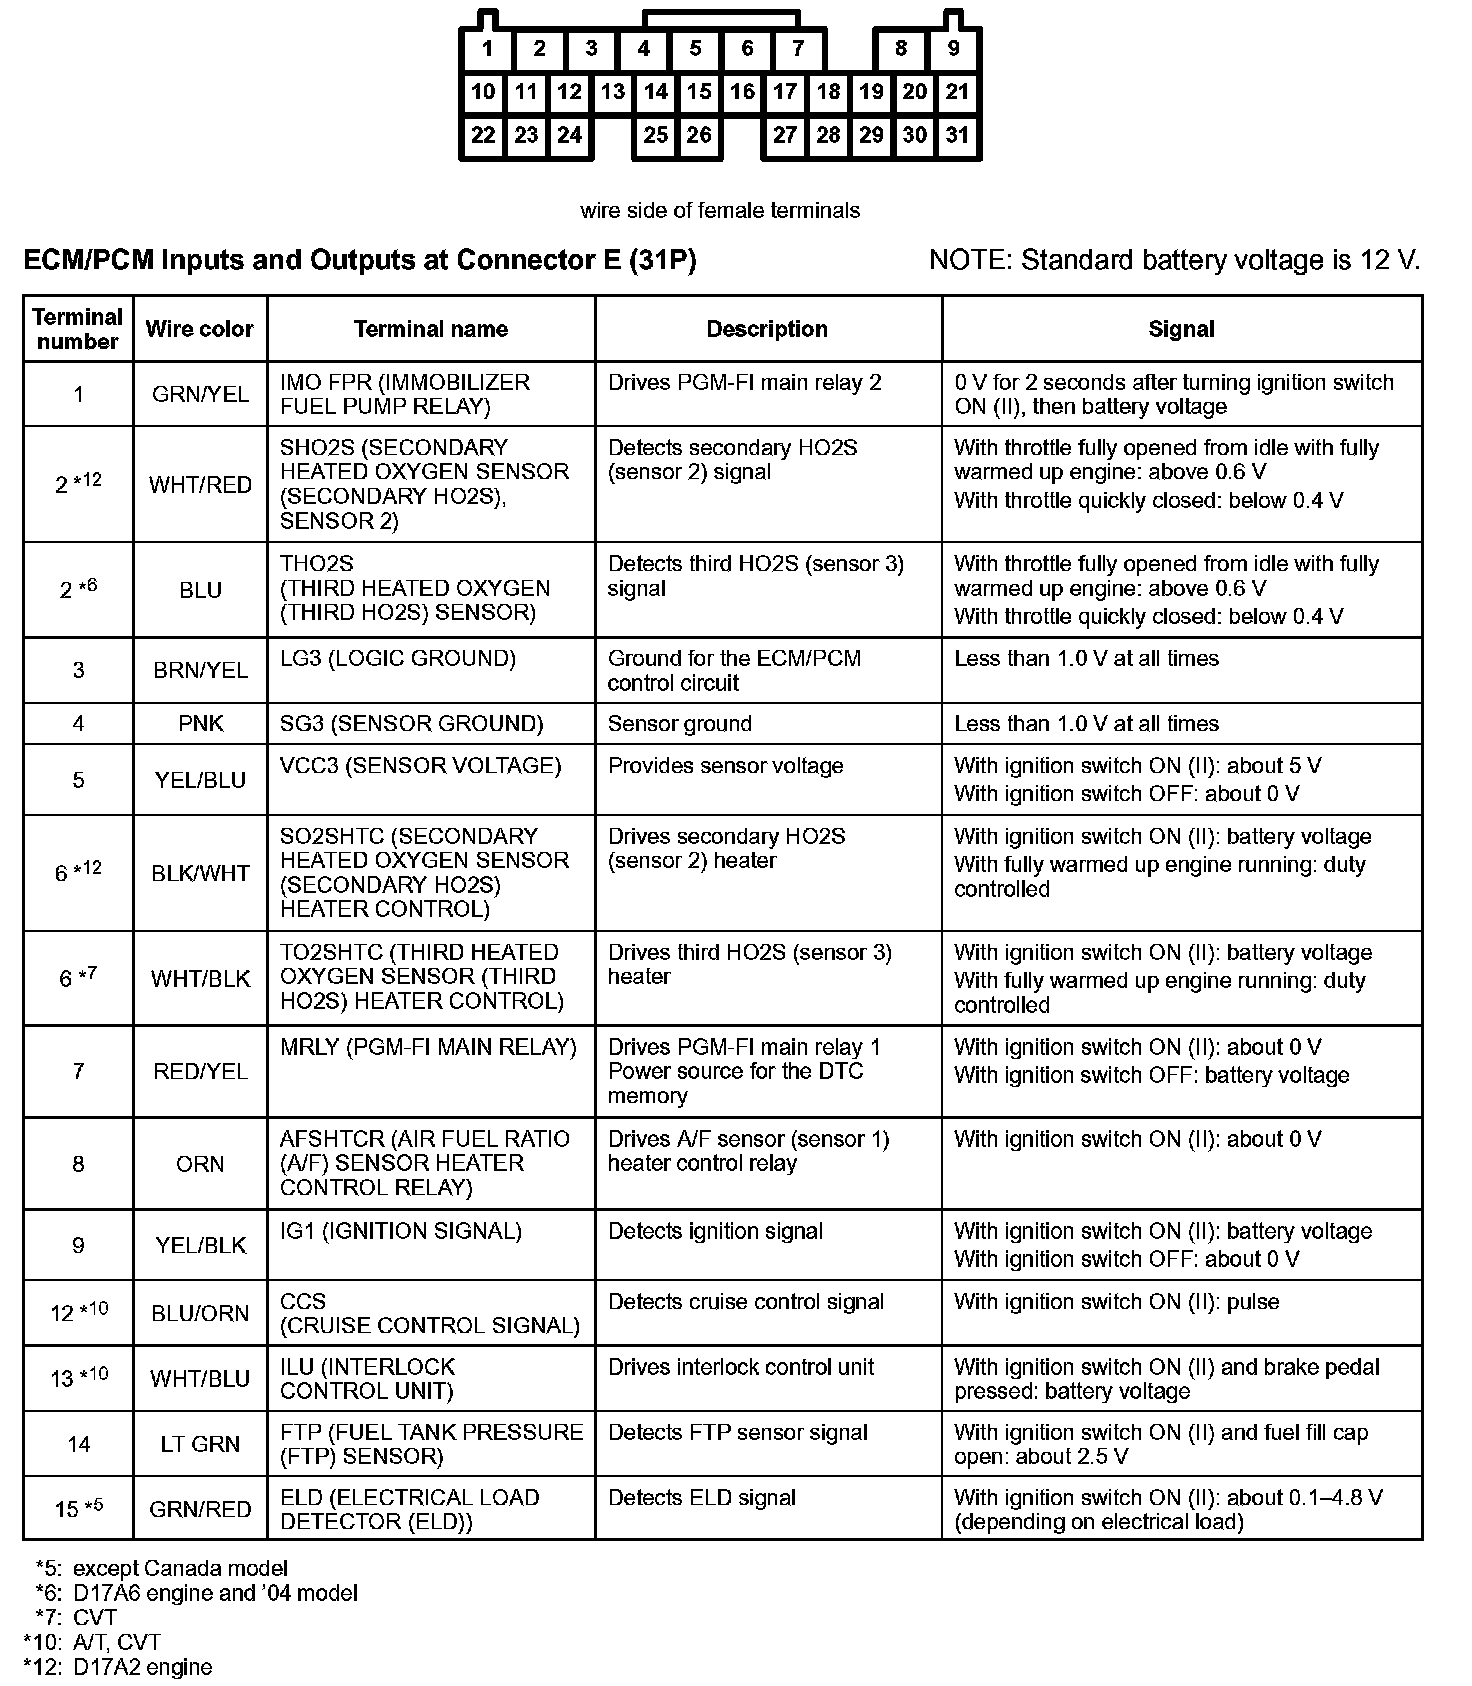 1 2 3 4 5 6 7 8 9
10 11 12 13 14 15 16 17 18 19 20 21
22 23 24 25 26 27 28 29 30 31
wire side of female terminals
ECM/PCM Inputs and Outputs at Connector E (31P)
NOTE: Standard battery voltage is 12 V.
Terminal
number
Wire color
Terminal name
Description
Signal
1
GRN/YEL
IMO FPR (IMMOBILIZER
FUEL PUMP RELAY)
Drives PGM-FI main relay 2
0 V for 2 seconds after turning ignition switch
ON (II), then battery voltage
2 *12
WHT/RED
SHO2S (SECONDARY
HEATED OXYGEN SENSOR
(SECONDARY HO2S),
SENSOR 2)
Detects secondary HO2S
(sensor 2) signal
With throttle fully opened from idle with fully
warmed up engine: above 0.6 V
With throttle quickly closed: below 0.4 V
2 *6
BLU
THO2S
(THIRD HEATED OXYGEN
(THIRD HO2S) SENSOR)
Detects third HO2S (sensor 3)
signal
With throttle fully opened from idle with fully
warmed up engine: above 0.6 V
With throttle quickly closed: below 0.4 V
3
BRN/YEL
LG3 (LOGIC GROUND)
Ground for the ECM/PCM
control circuit
Less than 1.0 V at all times
4
PNK
SG3 (SENSOR GROUND)
Sensor ground
Less than 1.0 V at all times
5
YEL/BLU
VCC3 (SENSOR VOLTAGE)
Provides sensor voltage
With ignition switch ON (II): about 5 V
With ignition switch OFF: about 0 V
6 *12
BLK/WHT
SO2SHTC (SECONDARY
HEATED OXYGEN SENSOR
(SECONDARY HO2S)
HEATER CONTROL)
Drives secondary HO2S
(sensor 2) heater
With ignition switch ON (II): battery voltage
With fully warmed up engine running: duty
controlled
6 *7
WHT/BLK
TO2SHTC (THIRD HEATED
OXYGEN SENSOR (THIRD
HO2S) HEATER CONTROL)
Drives third HO2S (sensor 3)
heater
With ignition switch ON (II): battery voltage
With fully warmed up engine running: duty
controlled
7
RED/YEL
MRLY (PGM-FI MAIN RELAY)
Drives PGM-FI main relay 1
Power source for the DTC
memory
With ignition switch ON (II): about 0 V
With ignition switch OFF: battery voltage
8
ORN
AFSHTCR (AIR FUEL RATIO
(A/F) SENSOR HEATER
CONTROL RELAY)
Drives A/F sensor (sensor 1)
heater control relay
With ignition switch ON (II): about 0 V
9
YEL/BLK
IG1 (IGNITION SIGNAL)
Detects ignition signal
With ignition switch ON (II): battery voltage
With ignition switch OFF: about 0 V
12 *10
BLU/ORN
CCS
(CRUISE CONTROL SIGNAL)
Detects cruise control signal
With ignition switch ON (II): pulse
13 *10
WHT/BLU
ILU (INTERLOCK
CONTROL UNIT)
Drives interlock control unit
With ignition switch ON (II) and brake pedal
pressed: battery voltage
14
LT GRN
FTP (FUEL TANK PRESSURE
(FTP) SENSOR)
Detects FTP sensor signal
With ignition switch ON (II) and fuel fill cap
open: about 2.5 V
15 *5
GRN/RED
ELD (ELECTRICAL LOAD
DETECTOR (ELD))
Detects ELD signal
With ignition switch ON (II): about 0.1–4.8 V
(depending on electrical load)
*5: except Canada model
*6: D17A6 engine and ’04 model
*7: CVT
*10: A/T, CVT
*12: D17A2 engine